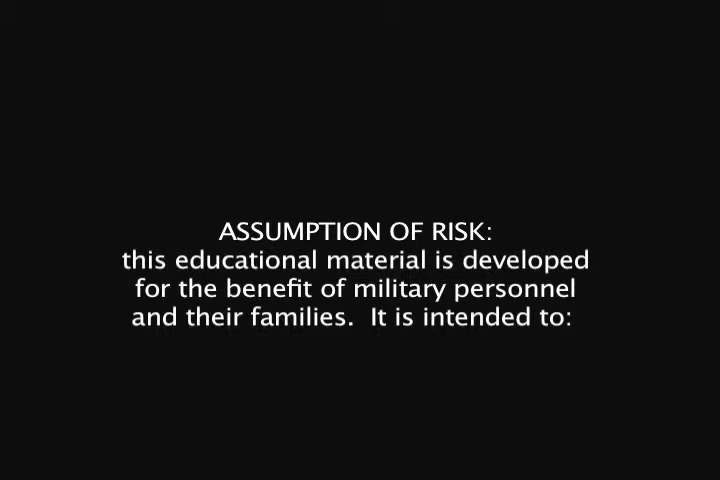 ASSUMPTION OF RISK:
this educational material is developed
for the benefit of military personnel
and their families.  It is intended to: